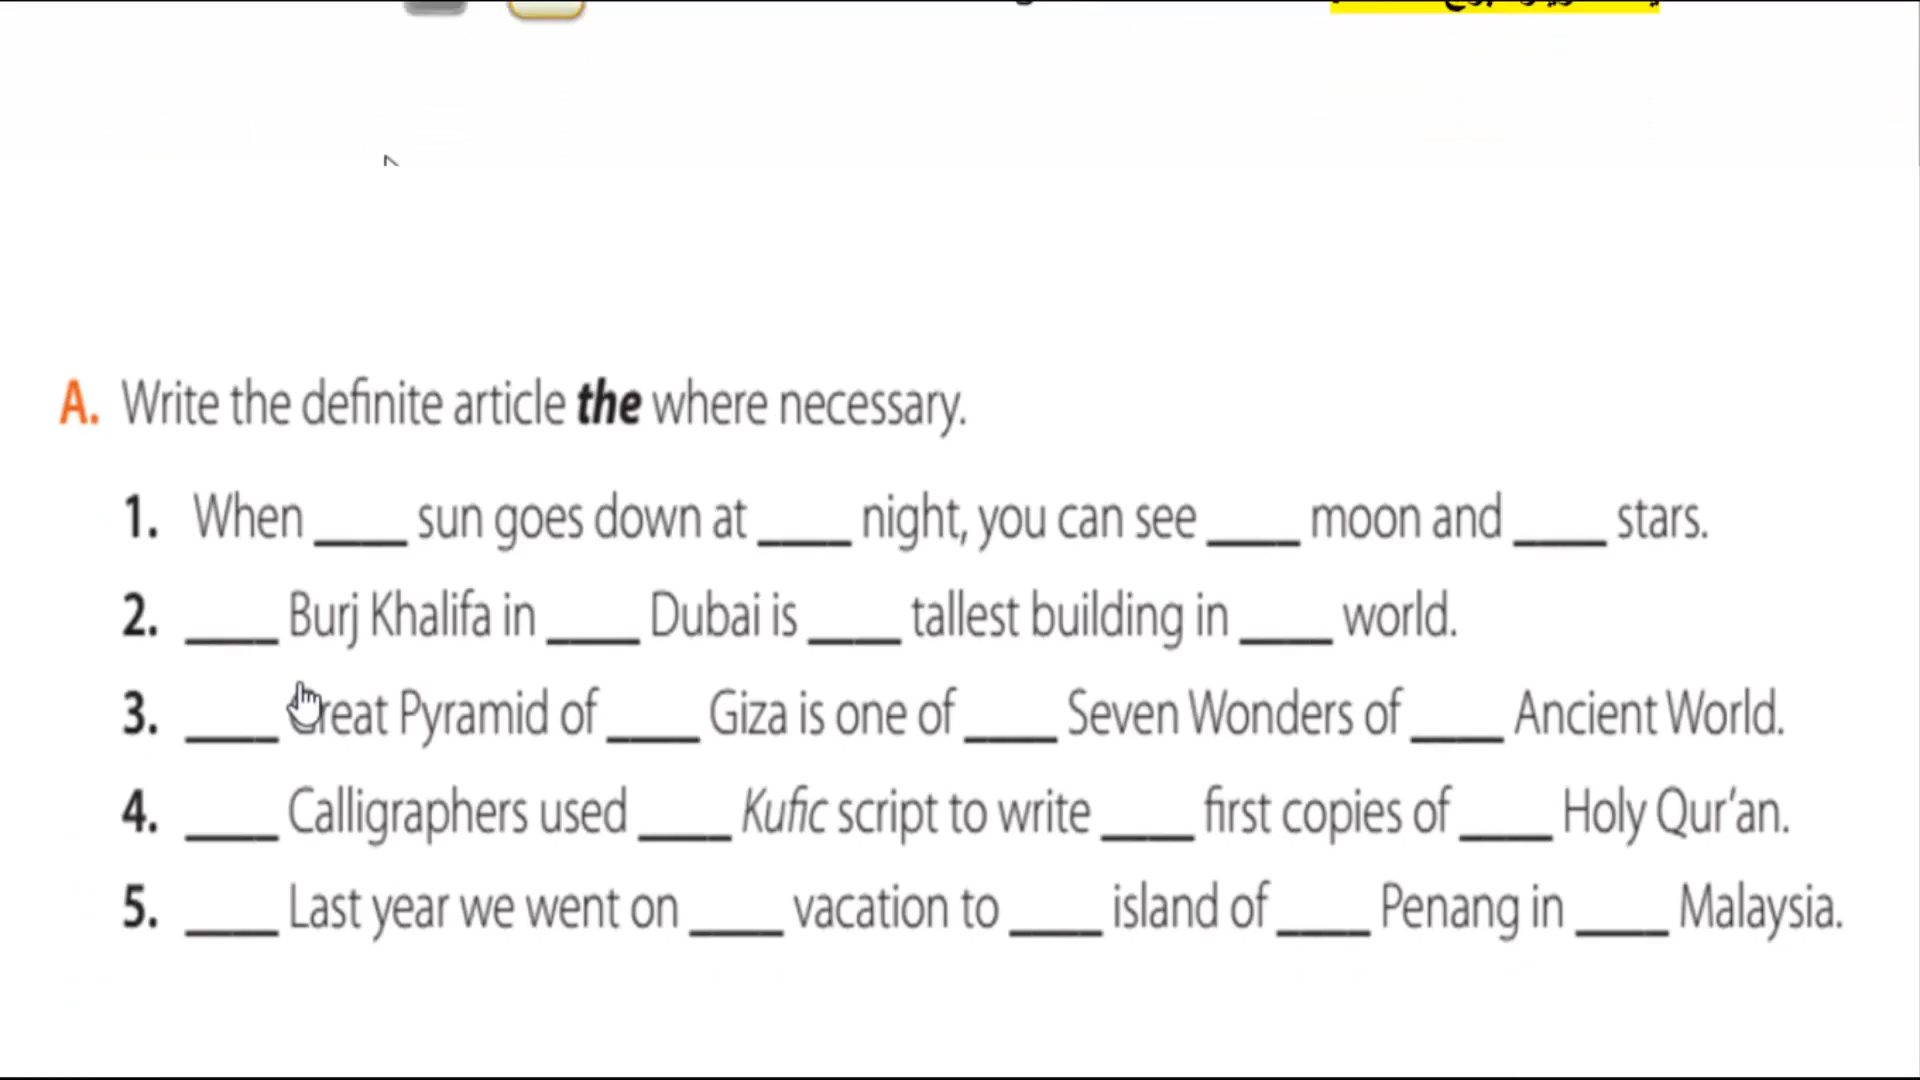 A. Write the definite article the where necessary.
1. When ____ sun goes down at ____ night, you can see ____ moon and ____ stars.
2. ____ Burj Khalifa in ____ Dubai is ____ tallest building in ____ world.
3. ____ Great Pyramid of ____ Giza is one of ____ Seven Wonders of ____ Ancient World.
4. ____ Calligraphers used ____ Kufic script to write ____ first copies of ____ Holy Qur'an.
5. ____ Last year we went on ____ vacation to ____ island of ____ Penang in ____ Malaysia.